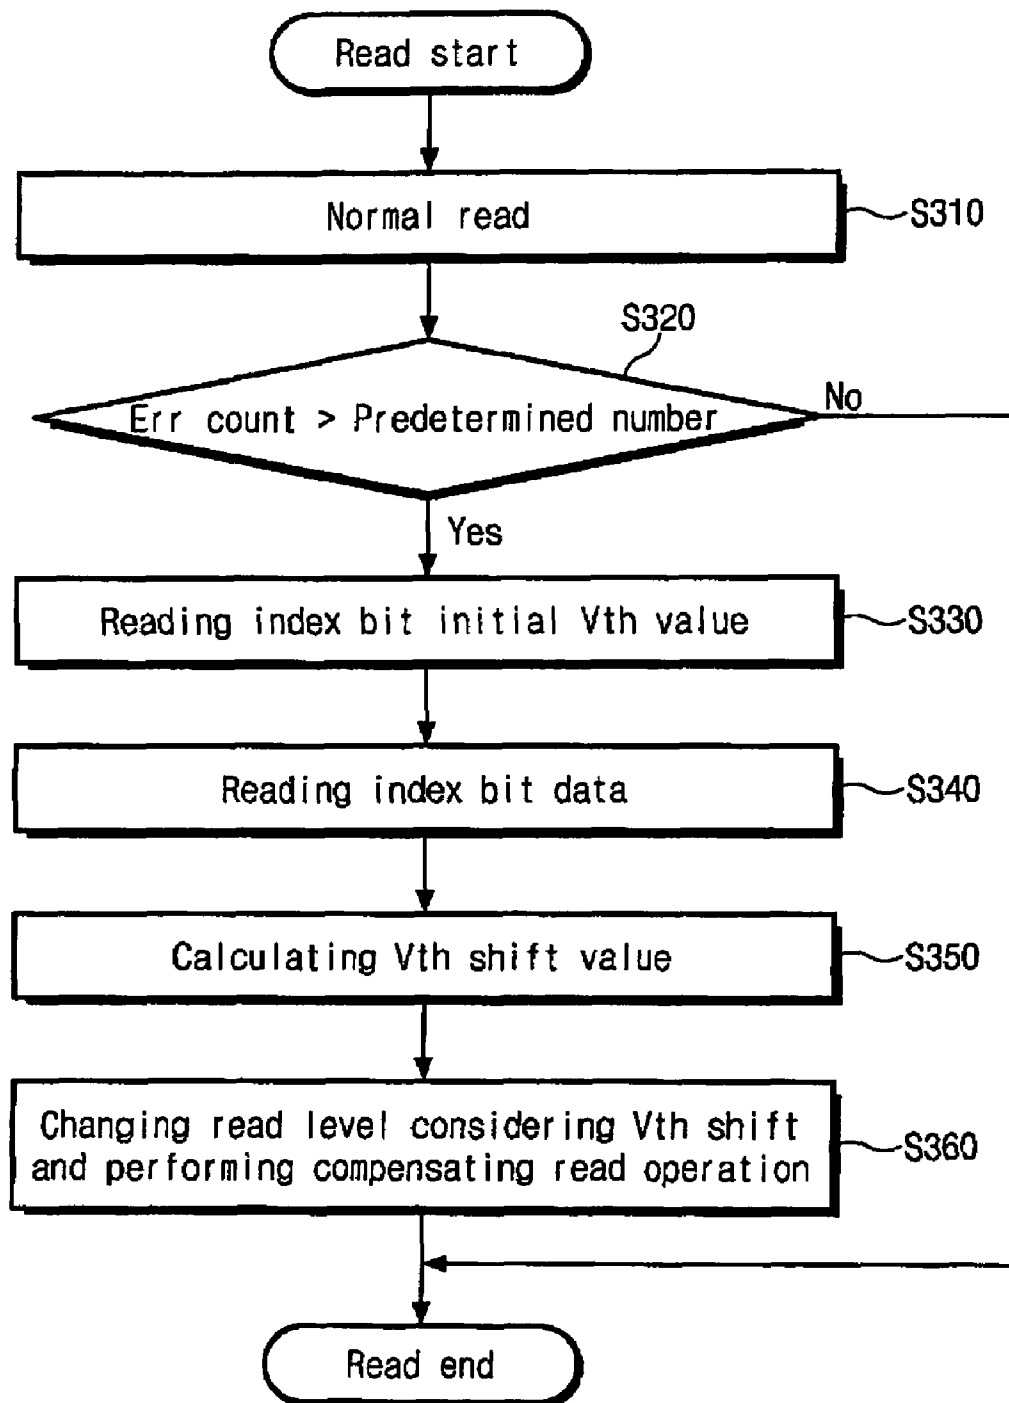 Read start
Normal read
S310
S320
Err count > Predetermined number
No
Yes
Reading index bit initial Vth value
S330
Reading index bit data
S340
Calculating Vth shift value
S350
Changing read level considering Vth shift
and performing compensating read operation
S360
Read end